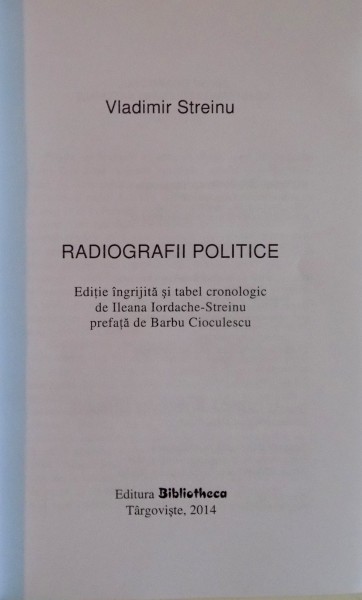 Vladimir Streinu
RADIOGRAFII POLITICE
Ediție îngrijită și tabel cronologic
de Ileana Iordache-Streinu
prefață de Barbu Cioculescu
Editura Bibliotheca
Târgoviște, 2014